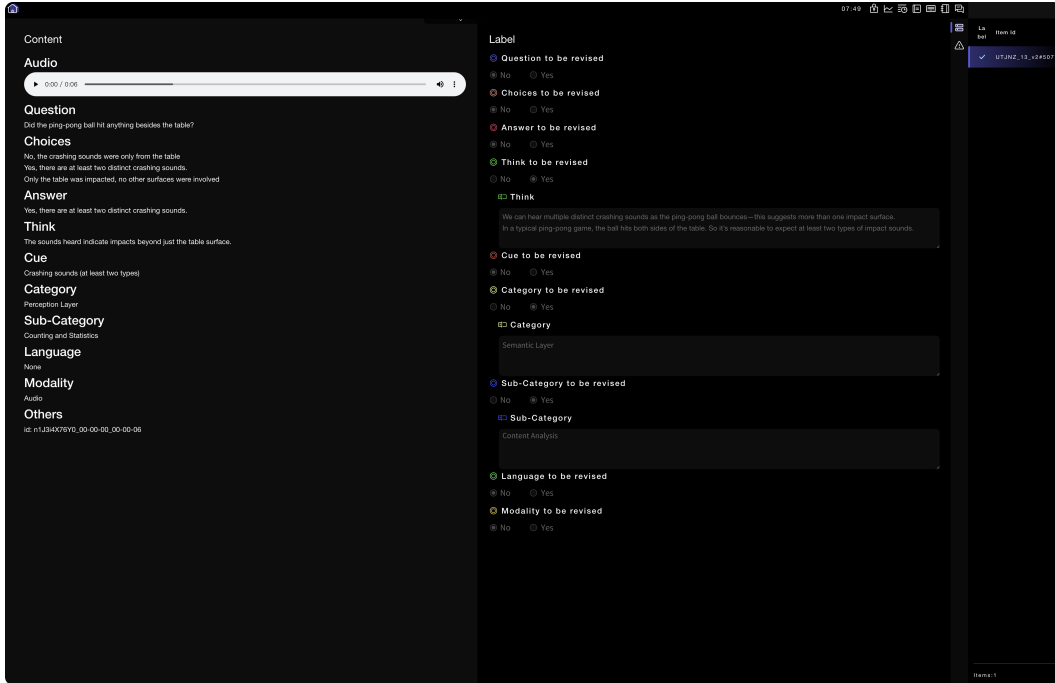 07:49
Content
Audio
0:00 / 0:06
Question
Did the ping-pong ball hit anything besides the table?
Choices
No, the crashing sounds were only from the table
Yes, there are at least two distinct crashing sounds.
Only the table was impacted, no other surfaces were involved
Answer
Yes, there are at least two distinct crashing sounds.
Think
The sounds heard indicate impacts beyond just the table surface.
Cue
Crashing sounds (at least two types)
Category
Perception Layer
Sub-Category
Counting and Statistics
Language
None
Modality
Audio
Others
id: n1J3i4X76Y0_00-00-00_00-00-06
Label
Question to be revised
No Yes
Choices to be revised
No Yes
Answer to be revised
No Yes
Think to be revised
No Yes
Think
We can hear multiple distinct crashing sounds as the ping-pong ball bounces—this suggests more than one impact surface.
In a typical ping-pong game, the ball hits both sides of the table. So it's reasonable to expect at least two types of impact sounds.
Cue to be revised
No Yes
Category to be revised
No Yes
Category
Semantic Layer
Sub-Category to be revised
No Yes
Sub-Category
Content Analysis
Language to be revised
No Yes
Modality to be revised
No Yes
La
bel
Item Id
UTJNZ_13_v2#507
Items:1